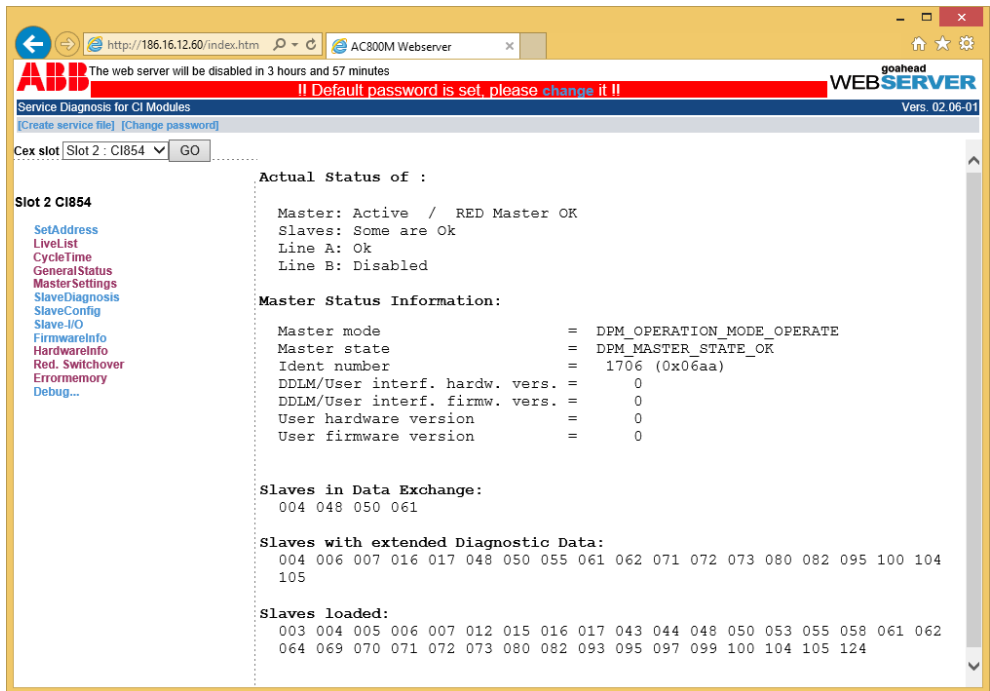 http://186.16.12.60/index.htm
AC800M Webserver
ABB
The web server will be disabled in 3 hours and 57 minutes
!! Default password is set, please change it !!
goahead
WEBSERVER
Service Diagnosis for CI Modules
Vers. 02.06-01
[Create service file] [Change password]
Cex slot Slot 2 : CI854 GO
Slot 2 CI854
SetAddress
LiveList
CycleTime
GeneralStatus
MasterSettings
SlaveDiagnosis
SlaveConfig
Slave-I/O
FirmwareInfo
HardwareInfo
Red. Switchover
Errormemory
Debug...
Actual Status of :
Master: Active / RED Master OK
Slaves: Some are Ok
Line A: Ok
Line B: Disabled
Master Status Information:
Master mode = DPM_OPERATION_MODE_OPERATE
Master state = DPM_MASTER_STATE_OK
Ident number = 1706 (0x06aa)
DDLM/User interf. hardw. vers. = 0
DDLM/User interf. firmw. vers. = 0
User hardware version = 0
User firmware version = 0
Slaves in Data Exchange:
004 048 050 061
Slaves with extended Diagnostic Data:
004 006 007 016 017 048 050 055 061 062 071 072 073 080 082 095 100 104
105
Slaves loaded:
003 004 005 006 007 012 015 016 017 043 044 048 050 053 055 058 061 062
064 069 070 071 072 073 080 082 093 095 097 099 100 104 105 124